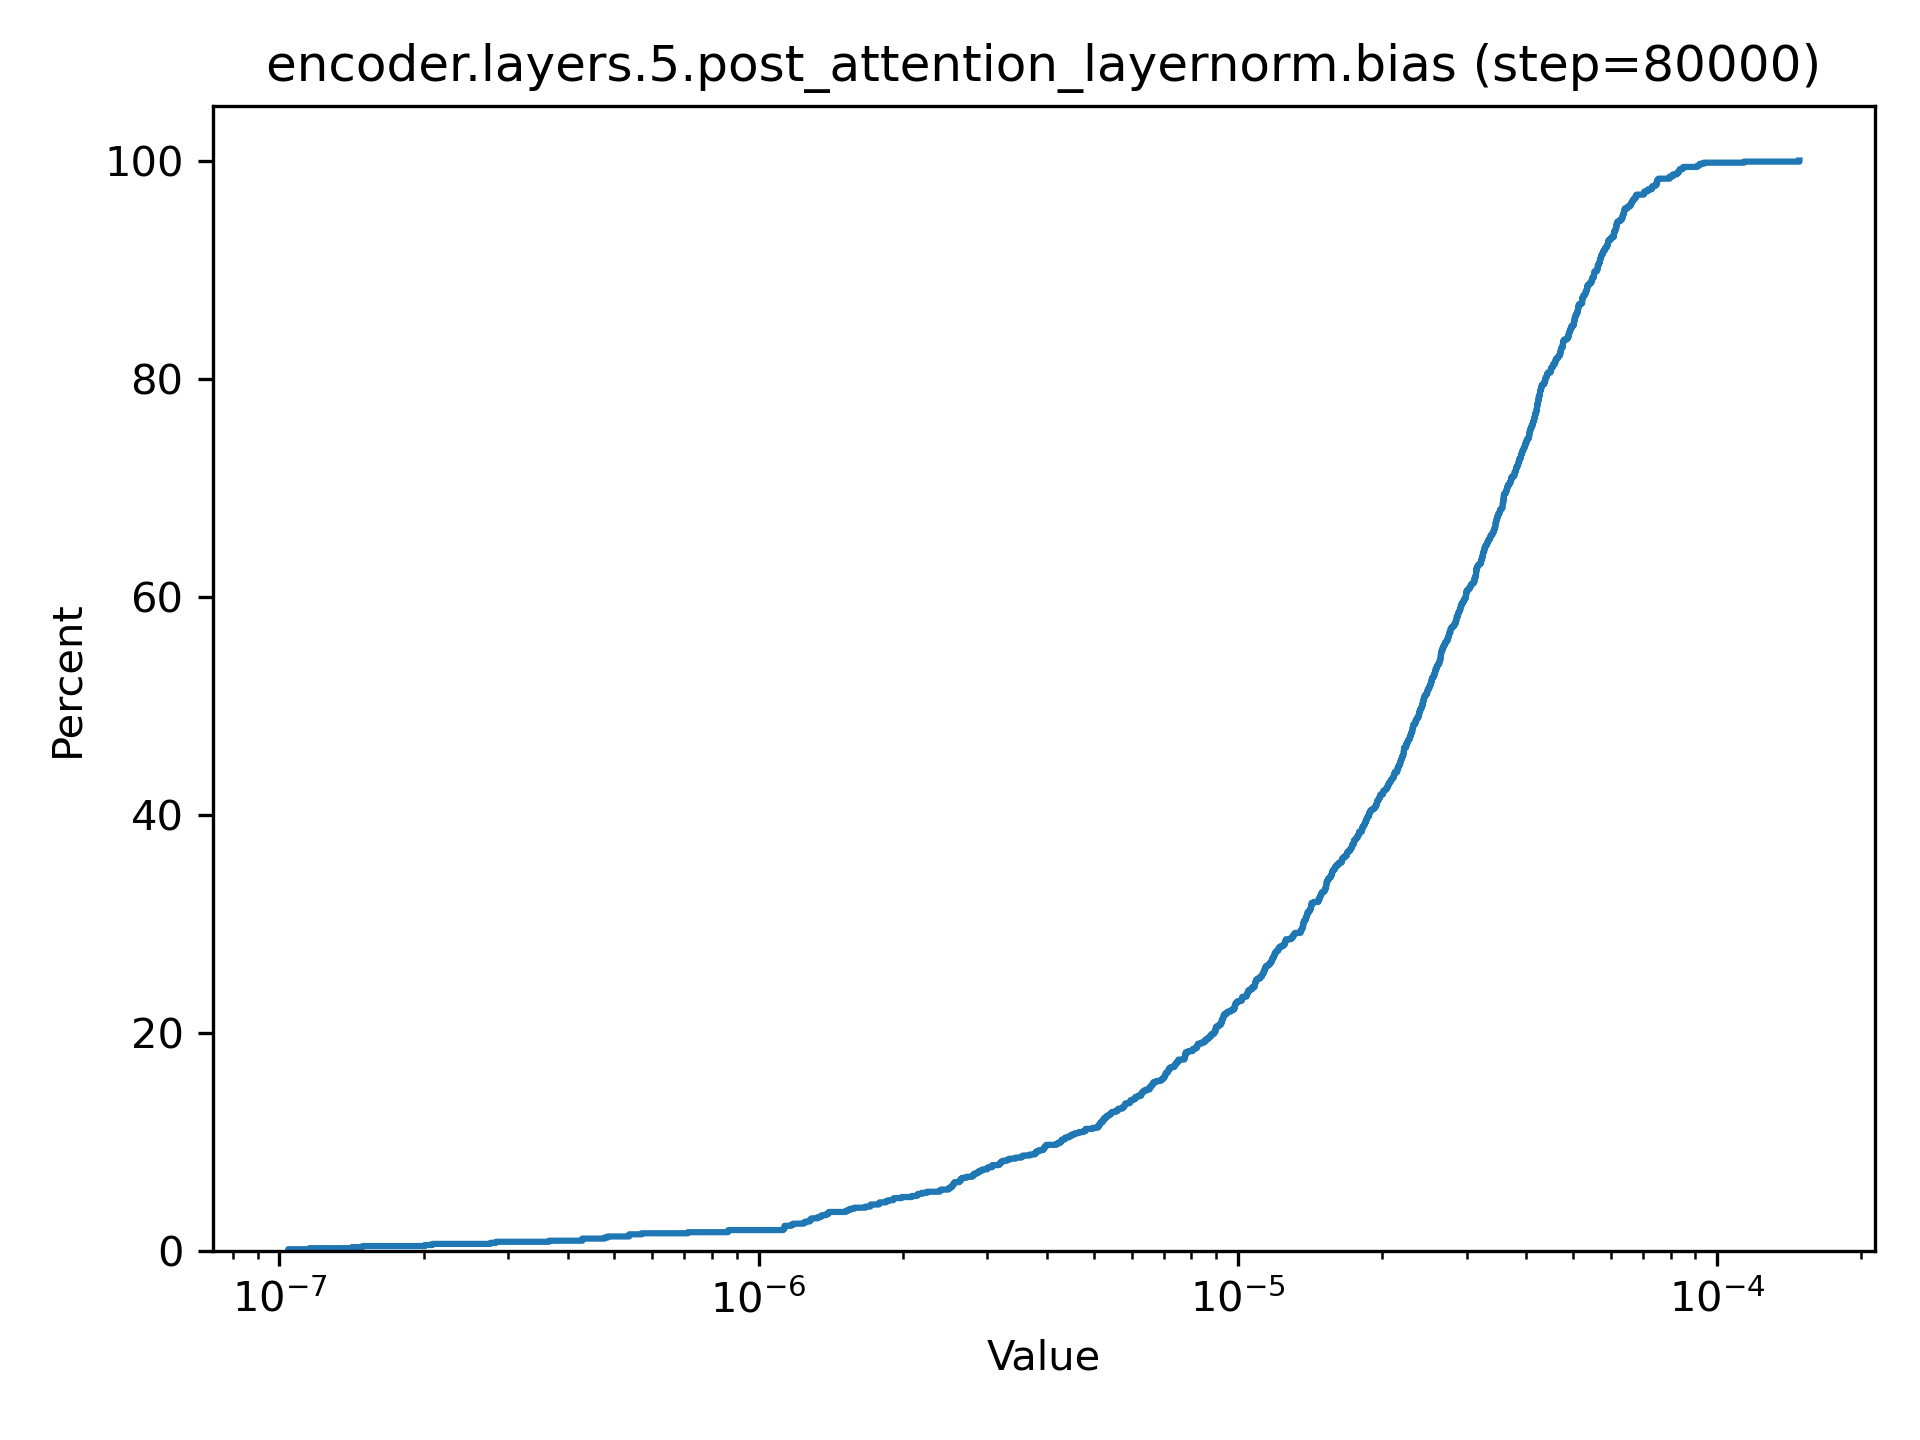 encoder.layers.5.post_attention_layernorm.bias (step=80000)
100
80
60
40
20
0
Percent
10⁻⁷ 10⁻⁶ 10⁻⁵ 10⁻⁴
Value